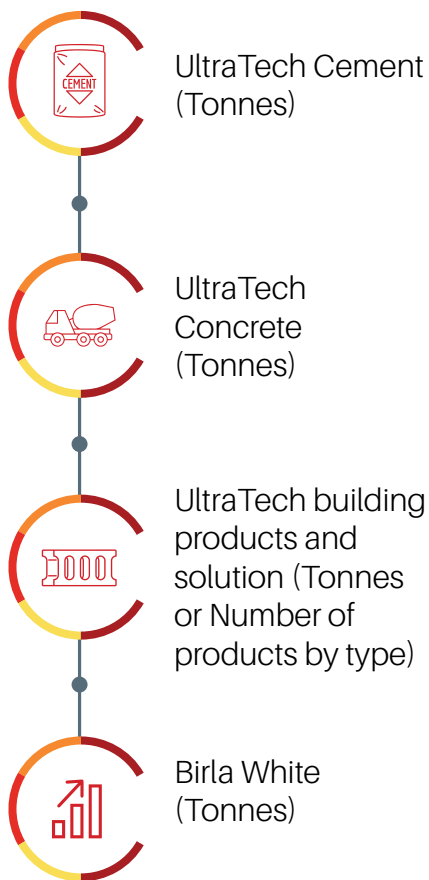 CEMENT
UltraTech Cement
(Tonnes)
UltraTech
Concrete
(Tonnes)
UltraTech building
products and
solution (Tonnes
or Number of
products by type)
Birla White
(Tonnes)